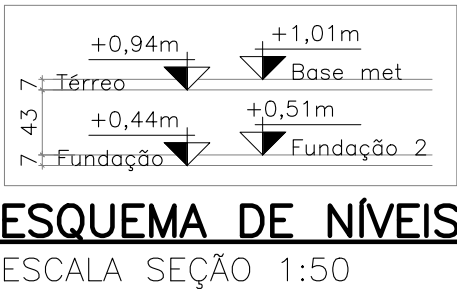 +0,94m
+1,01m
7
Térreo
Base met
43
+0,44m
+0,51m
7
Fundação
Fundação 2
ESQUEMA DE NÍVEIS
ESCALA SEÇÃO 1:50